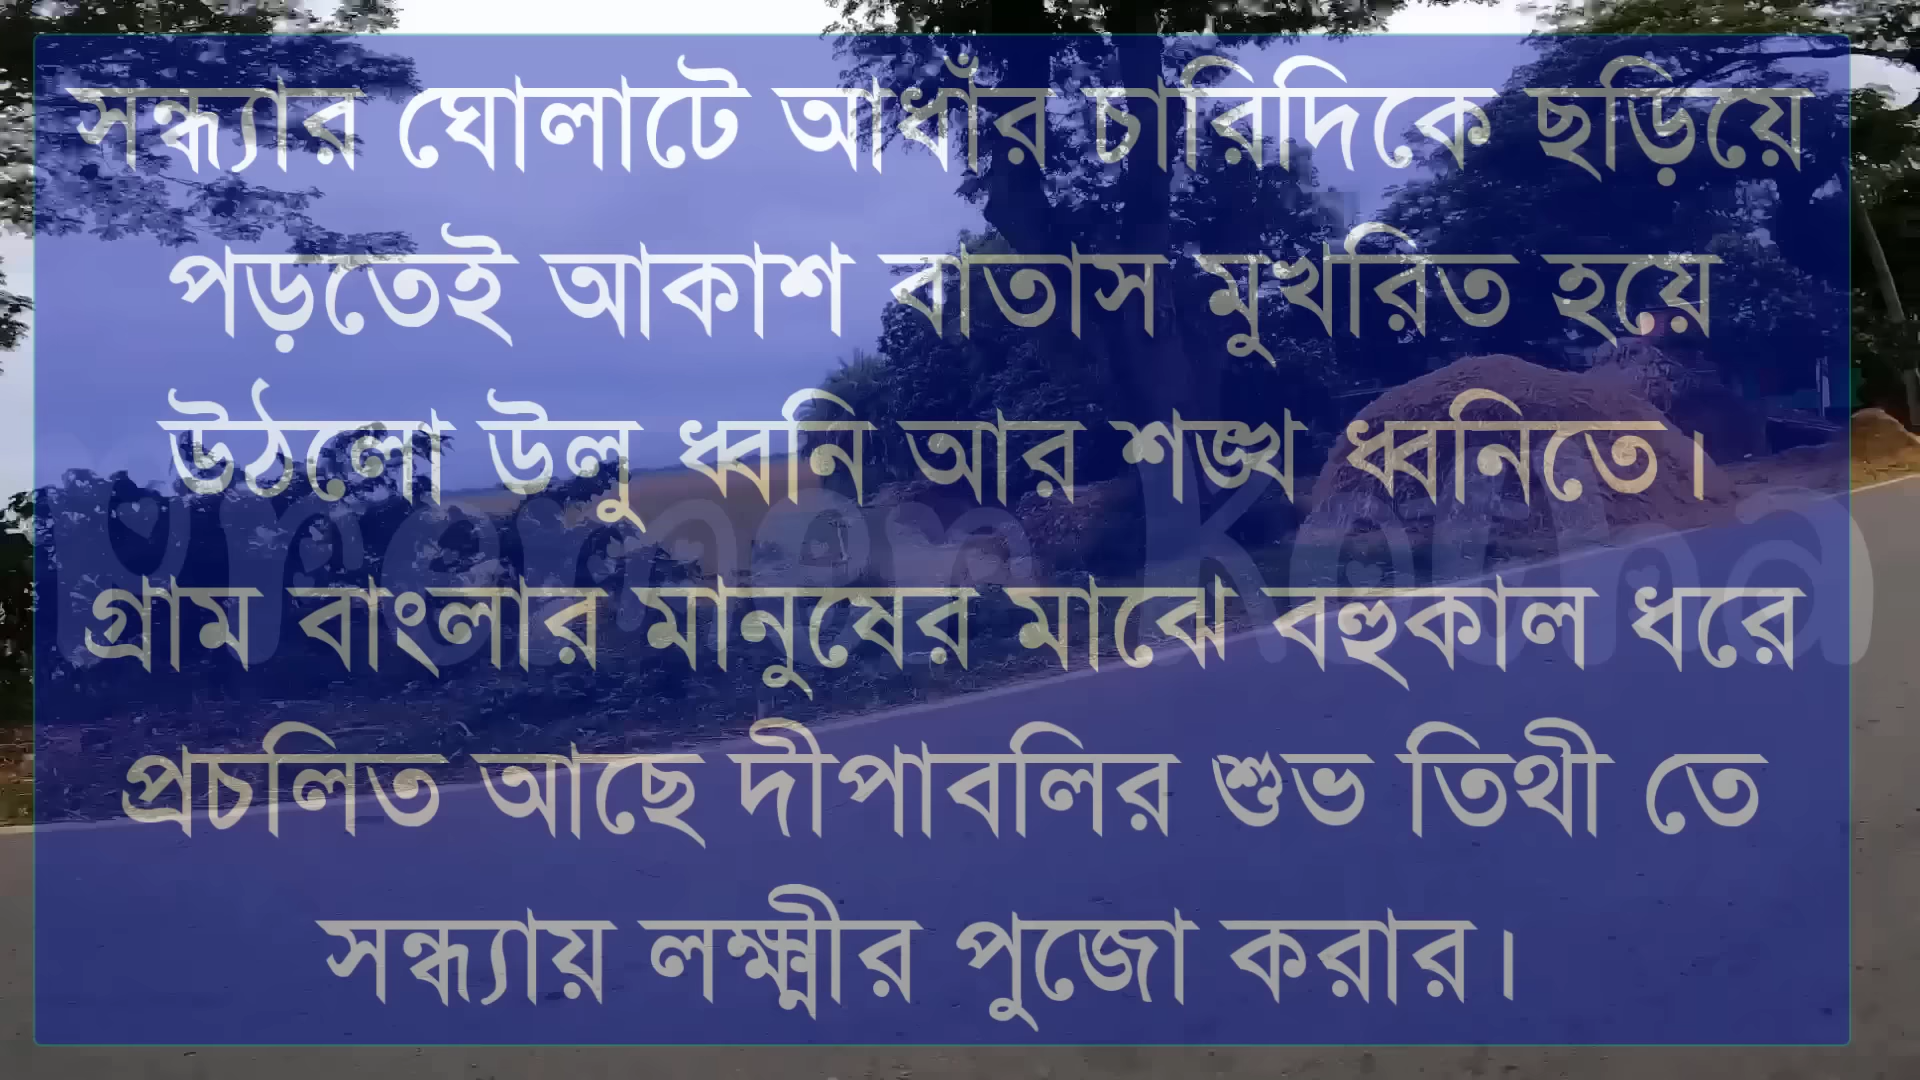 সন্ধ্যার ঘোলাটে আধাঁর চারিদিকে ছড়িয়ে
পড়তেই আকাশ বাতাস মুখরিত হয়ে
উঠলো উলু ধ্বনি আর শঙ্খ ধ্বনিতে।
গ্রাম বাংলার মানুষের মাঝে বহুকাল ধরে
প্রচলিত আছে দীপাবলির শুভ তিথী তে
সন্ধ্যায় লক্ষ্মীর পুজো করার।